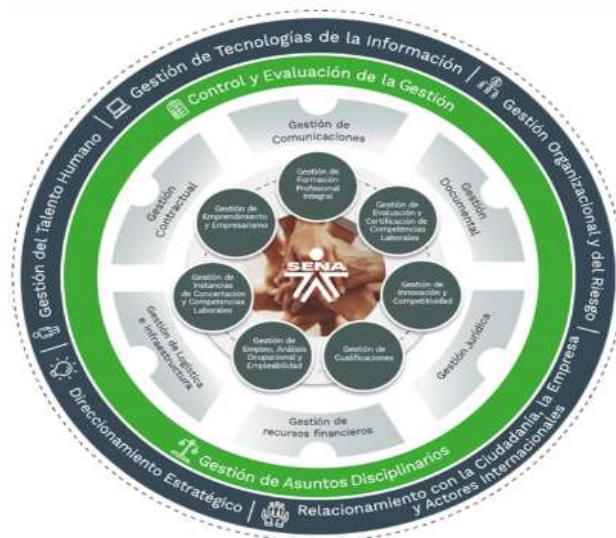 Gestión de Tecnologías de la Información
Gestión Organizacional y del Riesgo
Relacionamiento con la Ciudadanía, la Empresa
y Actores Internacionales
Direccionamiento Estratégico
Gestión del Talento Humano
Control y Evaluación de la Gestión
Gestión de Asuntos Disciplinarios
Gestión de
Comunicaciones
Gestión
Documental
Gestión Jurídica
Gestión de
recursos financieros
Gestión de Logística
e infraestructura
Gestión
Contractual
Gestión de
Formación
Profesional
Integral
Gestión de
Evaluación y
Certificación de
Competencias
Laborales
Gestión de
Innovación y
Competitividad
Gestión de
Cualificaciones
Gestión de
Empleo, Análisis
Ocupacional y
Empleabilidad
Gestión de
Instancias
de Concertación
y Competencias
Laborales
Gestión de
Emprendimiento
y Empresarismo
SENA